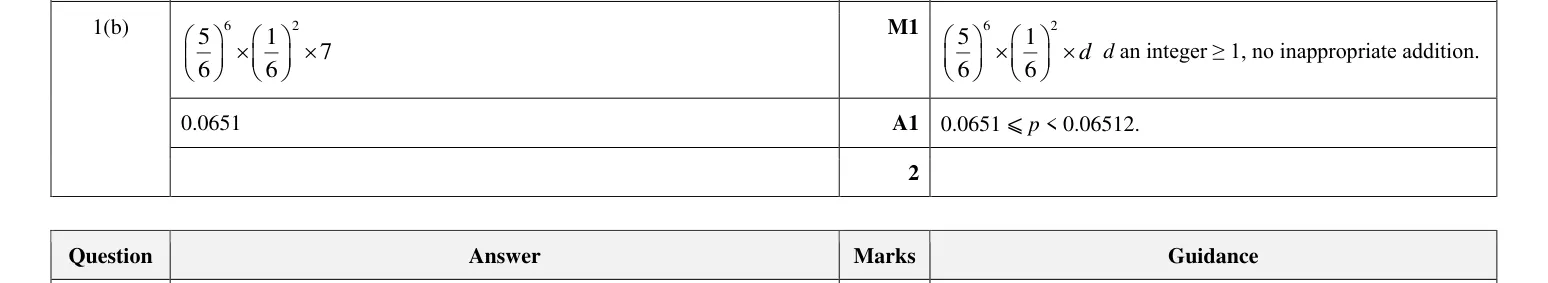 1(b) (5/6)⁶ × (1/6)² × 7 M1 (5/6)⁶ × (1/6)² × d d an integer ≥ 1, no inappropriate addition.
0.0651 A1 0.0651 ⩽ p < 0.06512.
2
Question Answer Marks Guidance